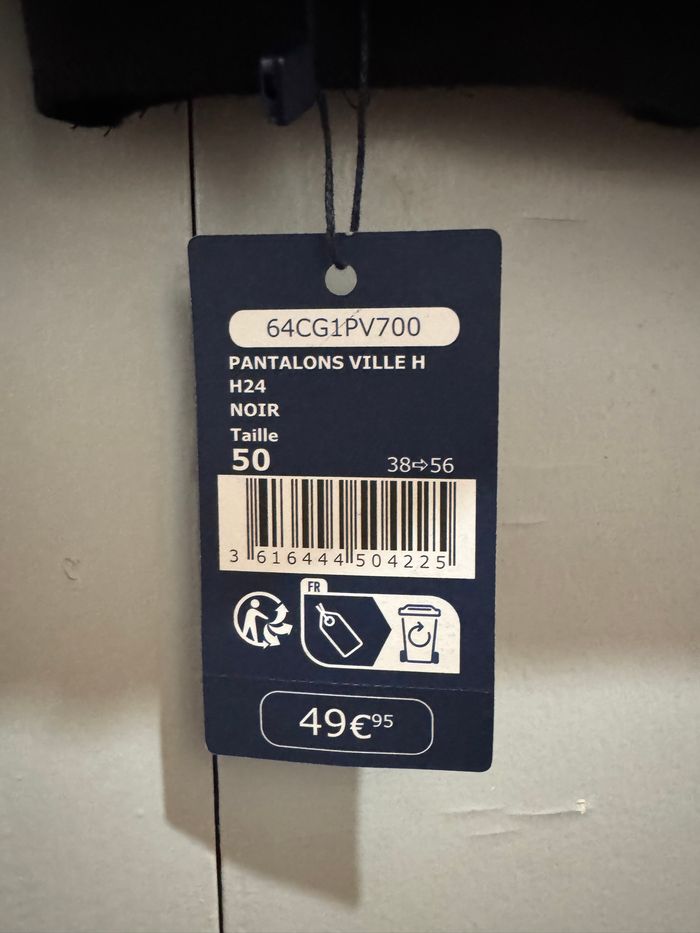 64CG1PV700
PANTALONS VILLE H
H24
NOIR
Taille
50
38⇨56
3 616444 504225
FR
49€95